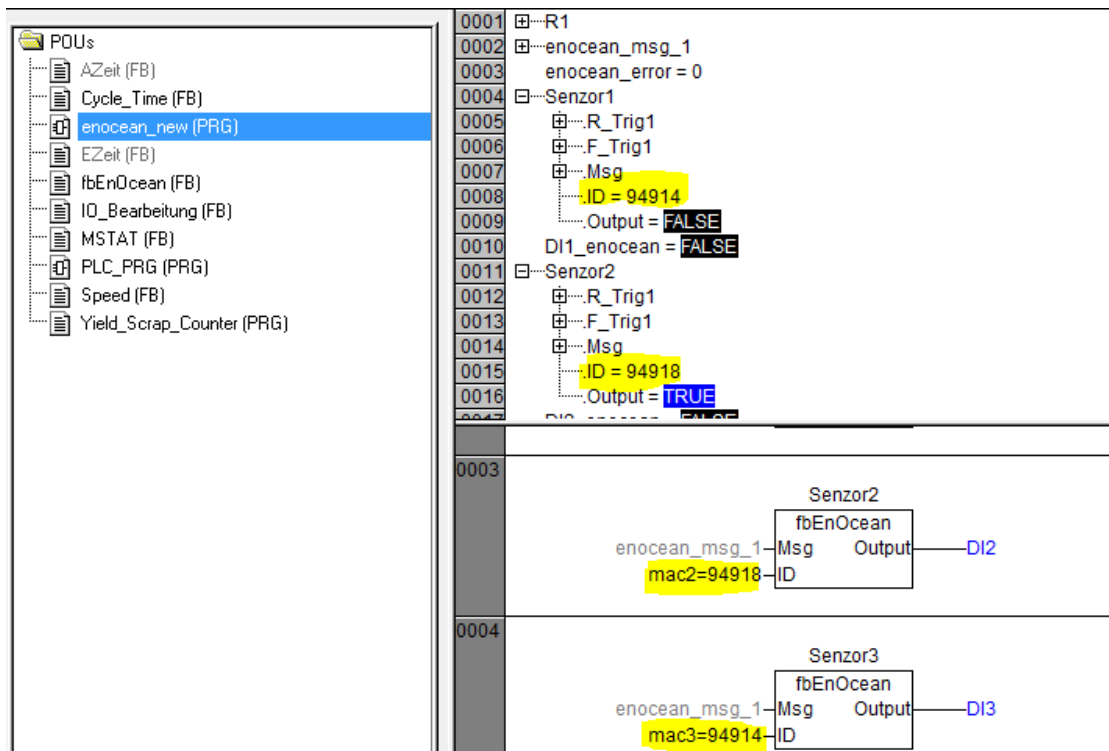 POUs
AZeit (FB)
Cycle_Time (FB)
enocean_new (PRG)
EZeit (FB)
fbEnOcean (FB)
IO_Bearbeitung (FB)
MSTAT (FB)
PLC_PRG (PRG)
Speed (FB)
Yield_Scrap_Counter (PRG)
0001 R1
0002 enocean_msg_1
0003 enocean_error = 0
0004 Senzor1
0005 .R_Trig1
0006 .F_Trig1
0007 .Msg
0008 .ID = 94914
0009 .Output = FALSE
0010 DI1_enocean = FALSE
0011 Senzor2
0012 .R_Trig1
0013 .F_Trig1
0014 .Msg
0015 .ID = 94918
0016 .Output = TRUE
0003
Senzor2
fbEnOcean
enocean_msg_1 Msg Output DI2
mac2=94918 ID
0004
Senzor3
fbEnOcean
enocean_msg_1 Msg Output DI3
mac3=94914 ID